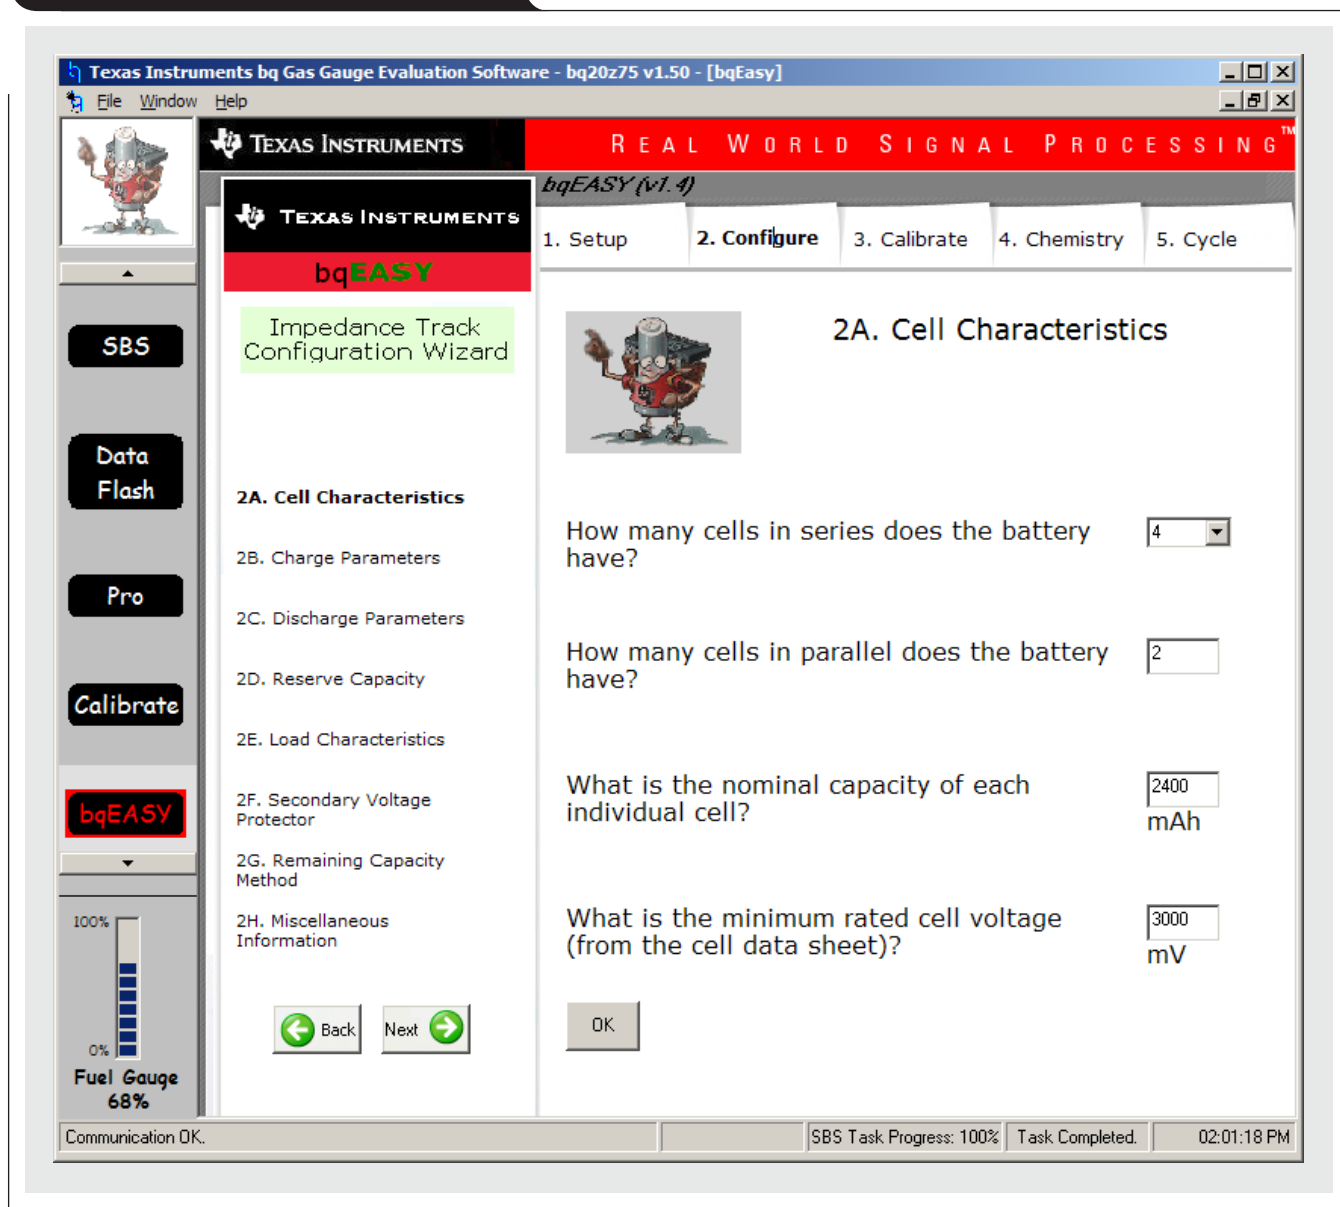 Texas Instruments bq Gas Gauge Evaluation Software - bq20z75 v1.50 - [bqEasy]
File Window Help
TEXAS INSTRUMENTS
REAL WORLD SIGNAL PROCESSING™
bqEASY (v1.4)
TEXAS INSTRUMENTS
bqEASY
1. Setup
2. Configure
3. Calibrate
4. Chemistry
5. Cycle
SBS
Data
Flash
Pro
Calibrate
bqEASY
100%
0%
Fuel Gauge
68%
Impedance Track
Configuration Wizard
2A. Cell Characteristics
2B. Charge Parameters
2C. Discharge Parameters
2D. Reserve Capacity
2E. Load Characteristics
2F. Secondary Voltage
Protector
2G. Remaining Capacity
Method
2H. Miscellaneous
Information
Back
Next
2A. Cell Characteristics
How many cells in series does the battery
have?
4
How many cells in parallel does the battery
have?
2
What is the nominal capacity of each
individual cell?
2400
mAh
What is the minimum rated cell voltage
(from the cell data sheet)?
3000
mV
OK
Communication OK.
SBS Task Progress: 100%
Task Completed.
02:01:18 PM